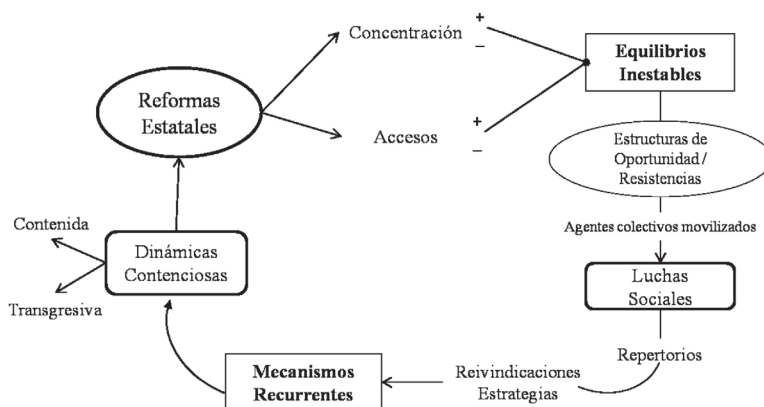 Concentración
+
–
Equilibrios
Inestables
Reformas
Estatales
Accesos
+
–
Estructuras de
Oportunidad /
Resistencias
Agentes colectivos movilizados
Luchas
Sociales
Repertorios
Reivindicaciones
Estrategias
Mecanismos
Recurrentes
Dinámicas
Contenciosas
Contenida
Transgresiva